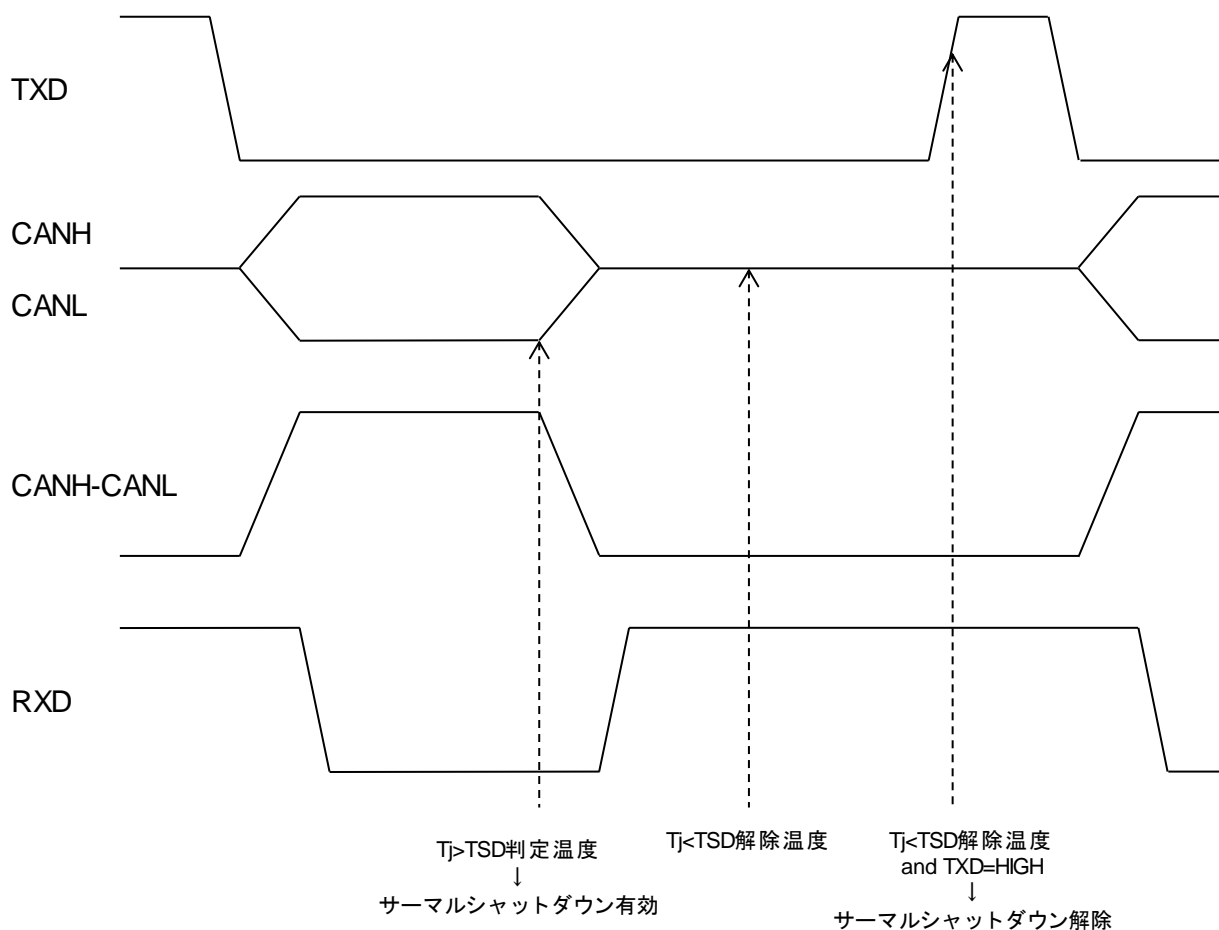 TXD
CANH
CANL
CANH-CANL
RXD
Tj>TSD判定温度
↓
サーマルシャットダウン有効
Tj<TSD解除温度
Tj<TSD解除温度
and TXD=HIGH
↓
サーマルシャットダウン解除